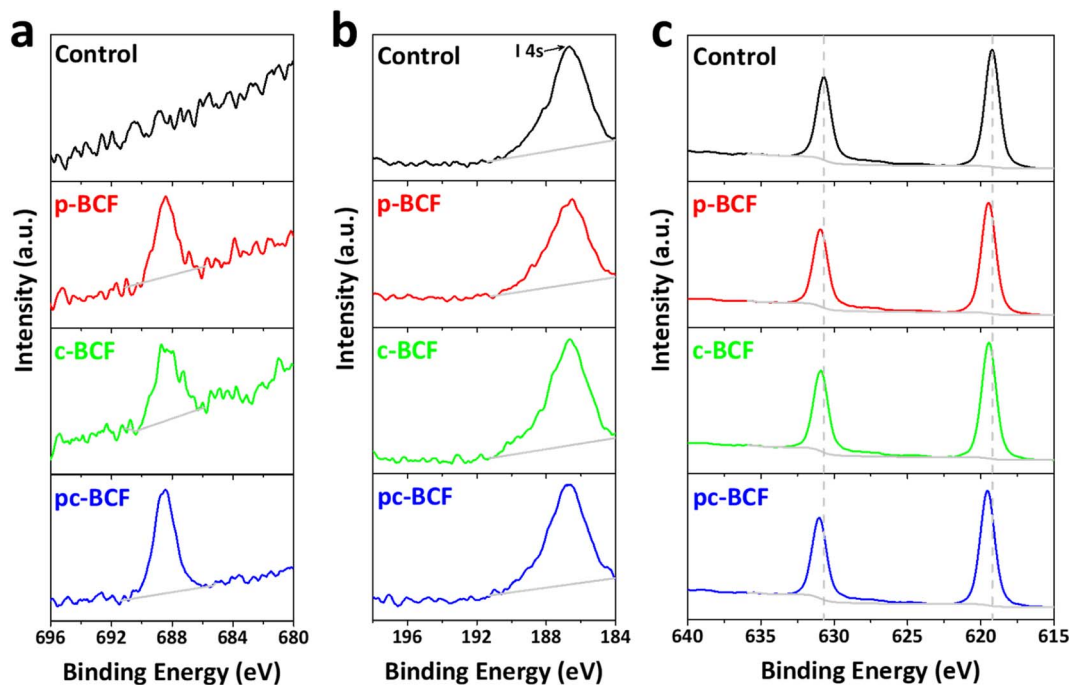 a
Control
p-BCF
c-BCF
pc-BCF
Intensity (a.u.)
696 692 688 684 680
Binding Energy (eV)
b
Control
I 4s
p-BCF
c-BCF
pc-BCF
Intensity (a.u.)
196 192 188 184
Binding Energy (eV)
c
Control
p-BCF
c-BCF
pc-BCF
Intensity (a.u.)
640 635 630 625 620 615
Binding Energy (eV)